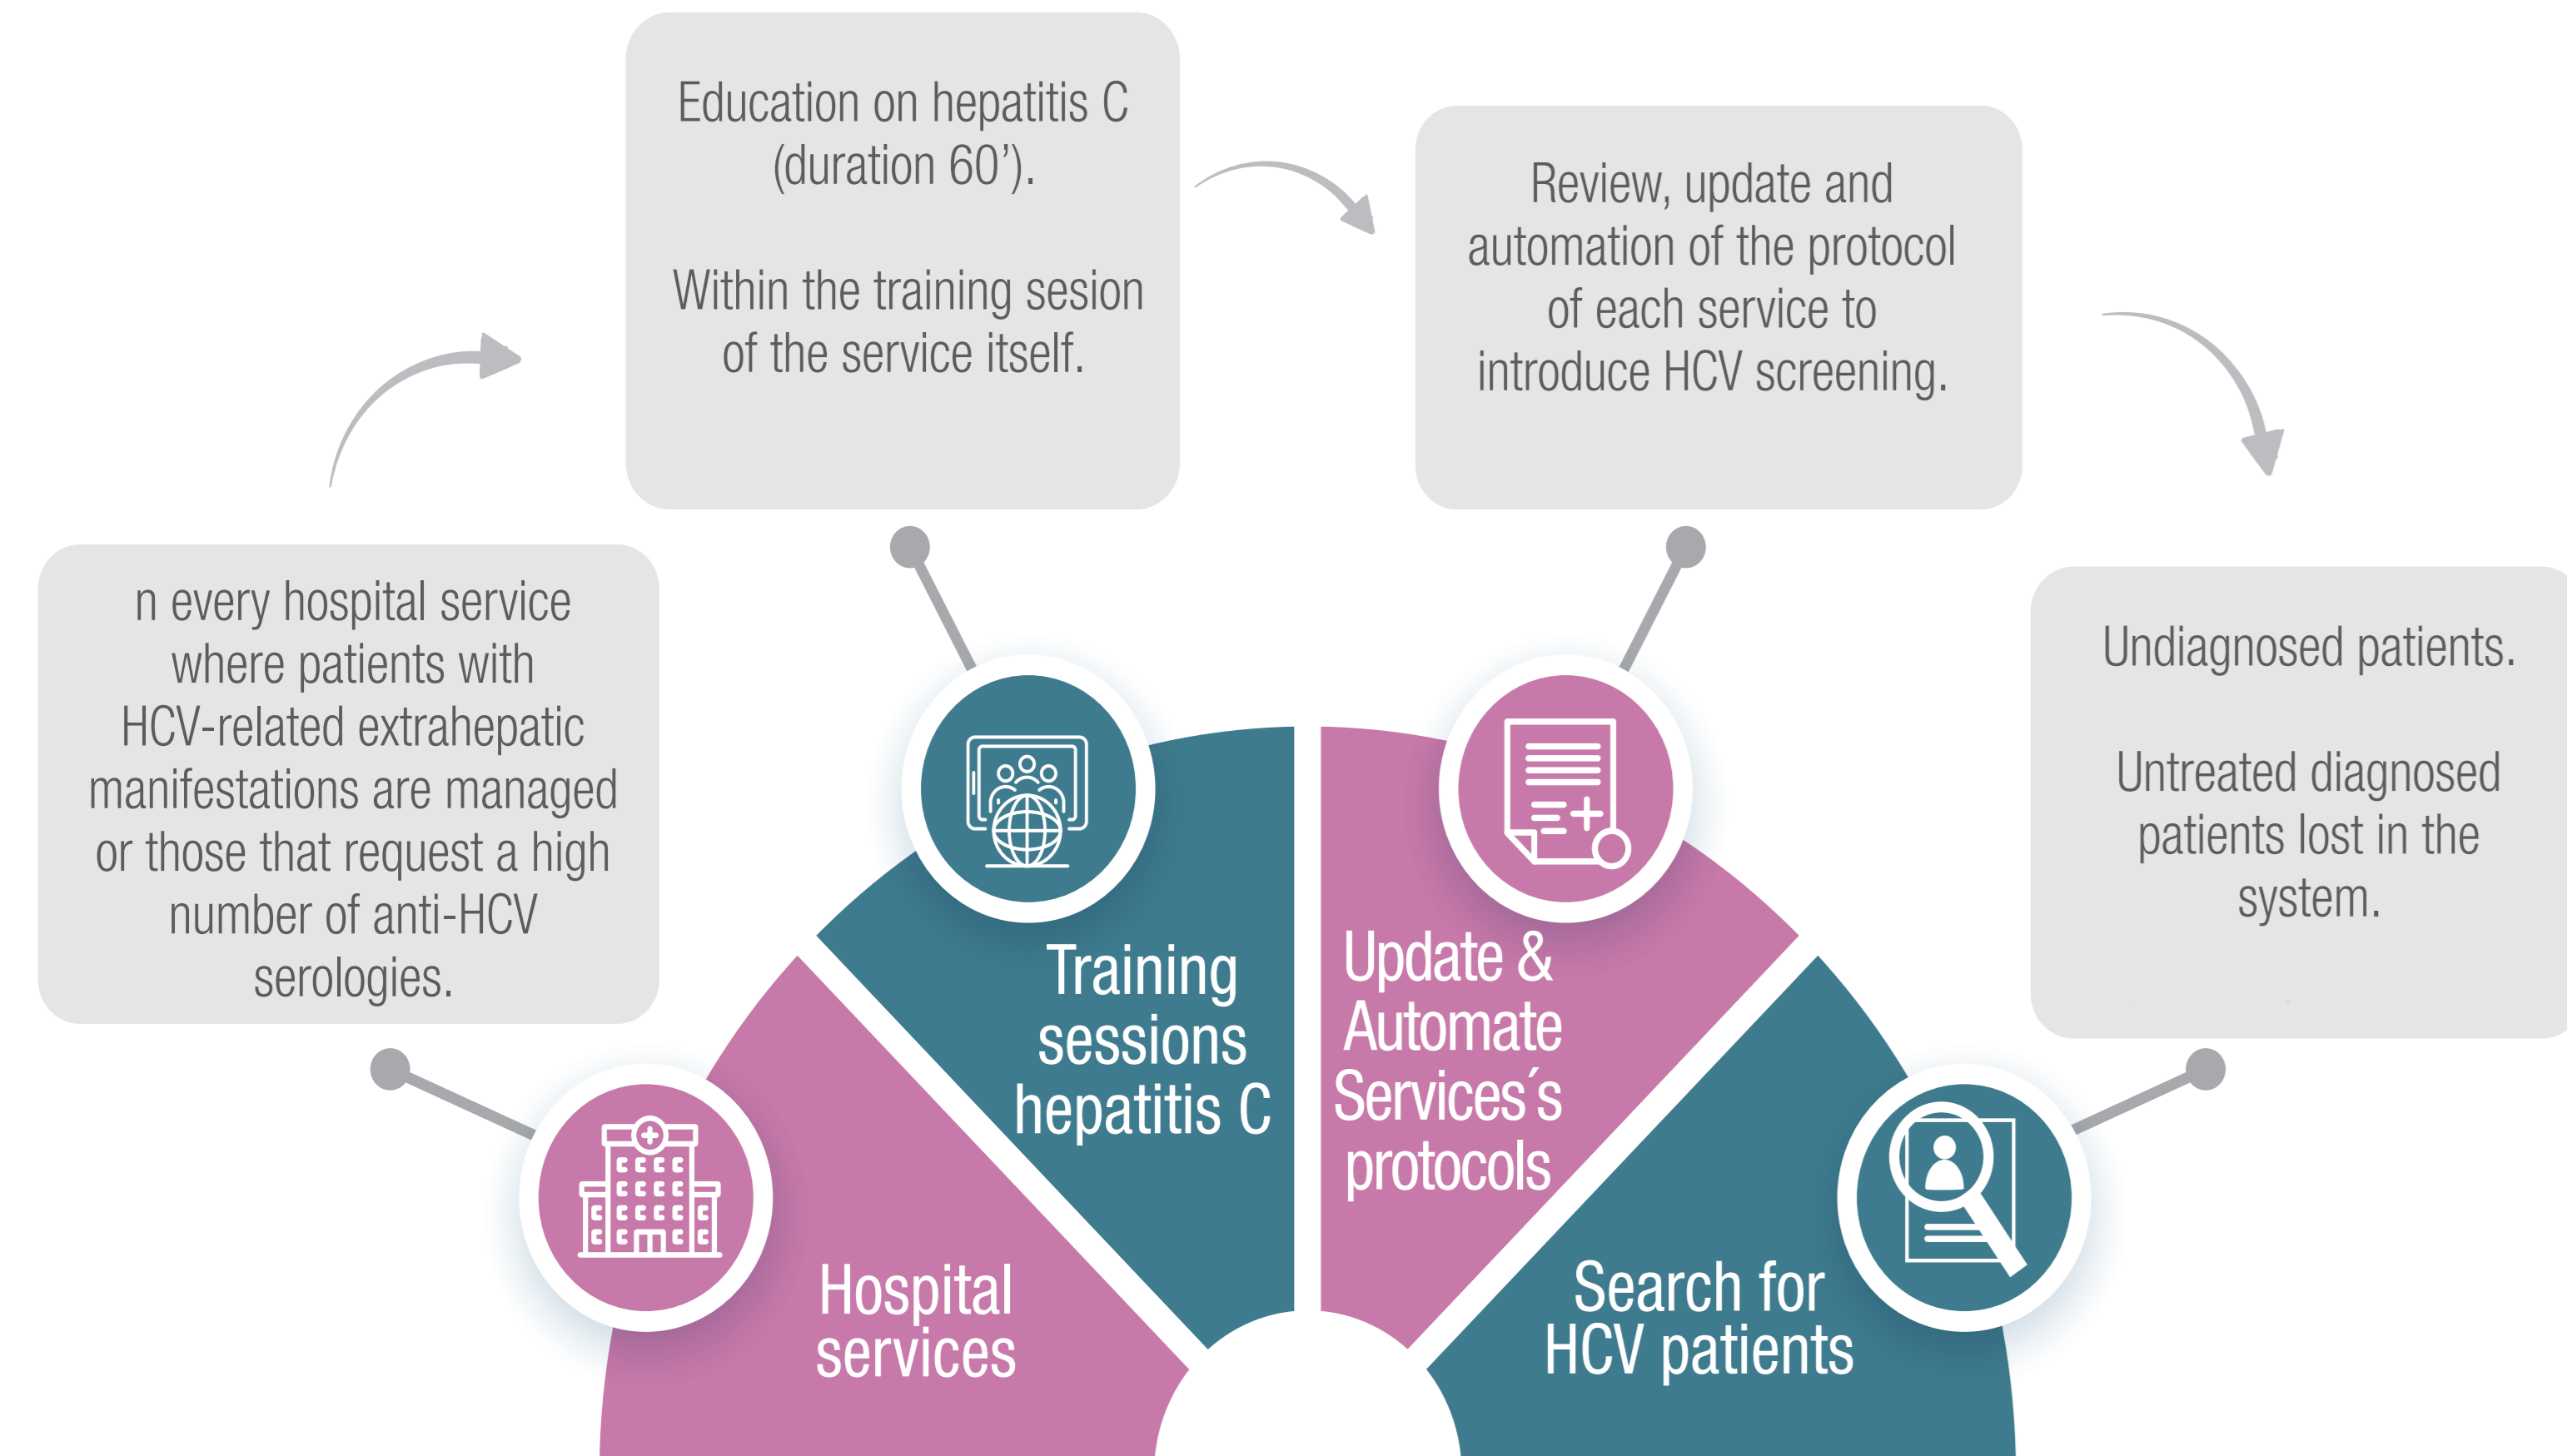 Education on hepatitis C
(duration 60’).
Within the training sesion
of the service itself.
Review, update and
automation of the protocol
of each service to
introduce HCV screening.
n every hospital service
where patients with
HCV-related extrahepatic
manifestations are managed
or those that request a high
number of anti-HCV
serologies.
Undiagnosed patients.
Untreated diagnosed
patients lost in the
system.
Training
sessions
hepatitis C
Update &
Automate
Services´s
protocols
Hospital
services
Search for
HCV patients